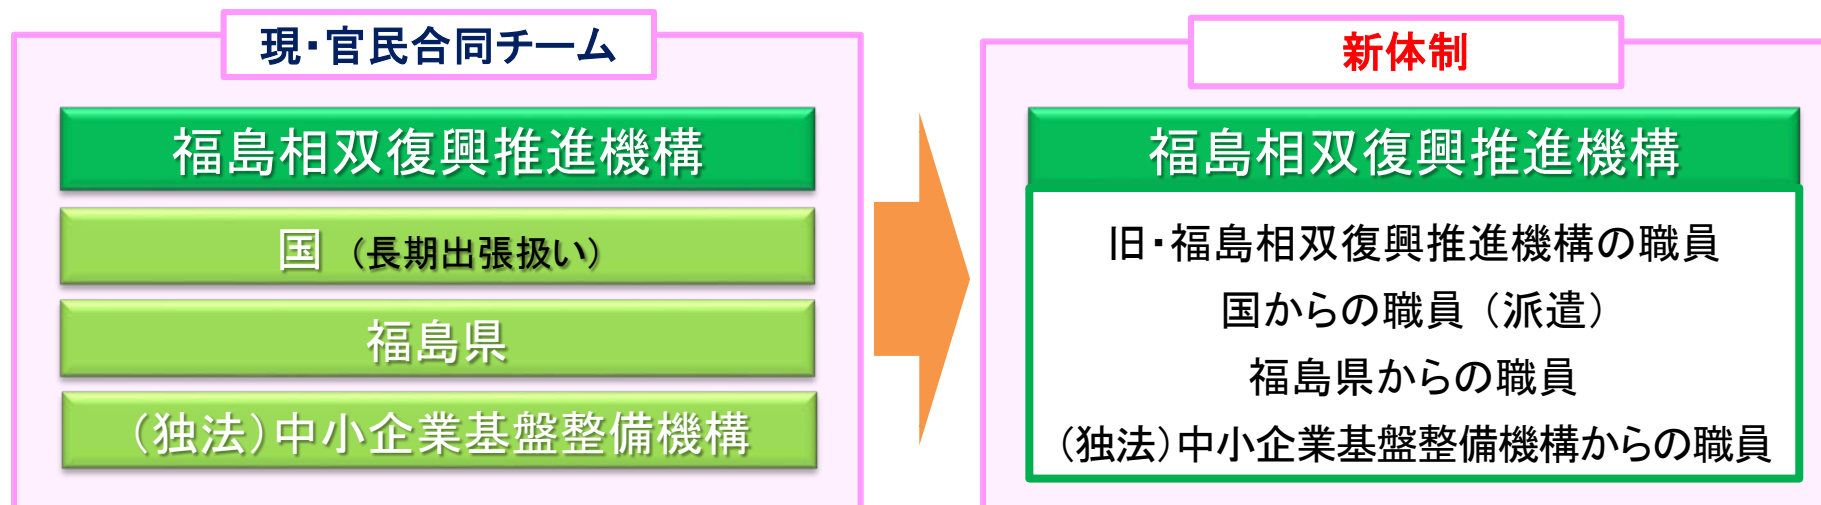 現・官民合同チーム
福島相双復興推進機構
国 （長期出張扱い）
福島県
（独法）中小企業基盤整備機構
新体制
福島相双復興推進機構
旧・福島相双復興推進機構の職員
国からの職員（派遣）
福島県からの職員
（独法）中小企業基盤整備機構からの職員